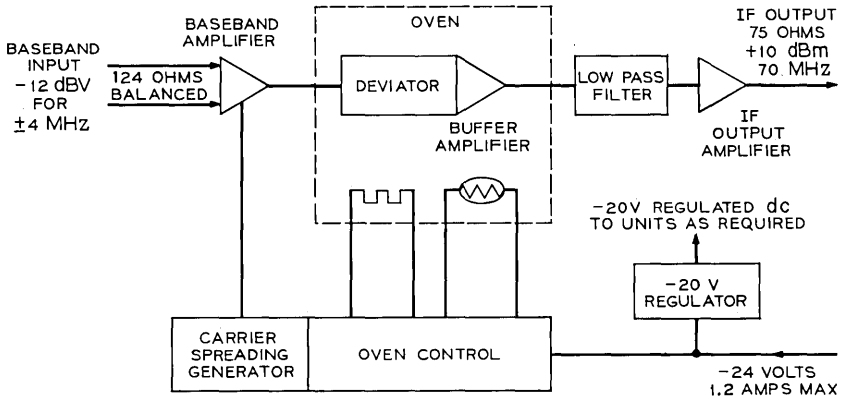 BASEBAND
INPUT
-12 dBV
FOR
±4 MHz
124 OHMS
BALANCED
BASEBAND
AMPLIFIER
OVEN
DEVIATOR
BUFFER
AMPLIFIER
LOW PASS
FILTER
IF OUTPUT
75 OHMS
+10 dBm
70 MHz
IF
OUTPUT
AMPLIFIER
-20V REGULATED dc
TO UNITS AS REQUIRED
-20 V
REGULATOR
CARRIER
SPREADING
GENERATOR
OVEN CONTROL
-24 VOLTS
1.2 AMPS MAX